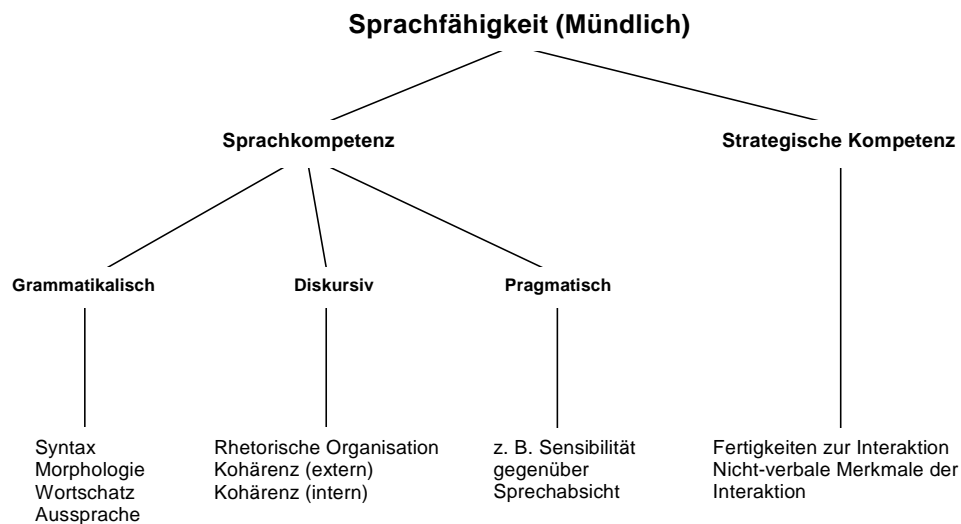 Sprachfähigkeit (Mündlich)
Sprachkompetenz
Strategische Kompetenz
Grammatikalisch
Diskursiv
Pragmatisch
Syntax
Morphologie
Wortschatz
Aussprache
Rhetorische Organisation
Kohärenz (extern)
Kohärenz (intern)
z. B. Sensibilität
gegenüber
Sprechabsicht
Fertigkeiten zur Interaktion
Nicht-verbale Merkmale der
Interaktion